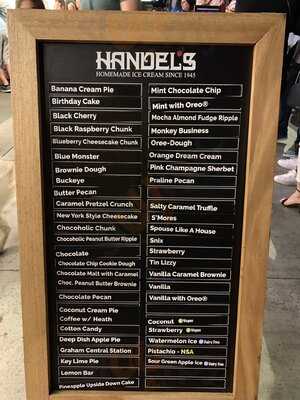 HANDEL'S
HOMEMADE ICE CREAM SINCE 1945
Banana Cream Pie
Birthday Cake
Black Cherry
Black Raspberry Chunk
Blueberry Cheesecake Chunk
Blue Monster
Brownie Dough
Buckeye
Butter Pecan
Caramel Pretzel Crunch
New York Style Cheesecake
Chocoholic Chunk
Chocoholic Peanut Butter Ripple
Chocolate
Chocolate Chip Cookie Dough
Chocolate Malt with Caramel
Choc. Peanut Butter Brownie
Chocolate Pecan
Coconut Cream Pie
Coffee w/ Heath
Cotton Candy
Deep Dish Apple Pie
Graham Central Station
Key Lime Pie
Lemon Bar
Pineapple Upside Down Cake
Mint Chocolate Chip
Mint with Oreo®
Mocha Almond Fudge Ripple
Monkey Business
Oree-Dough
Orange Dream Cream
Pink Champagne Sherbet
Praline Pecan
Salty Caramel Truffle
S'Mores
Spouse Like A House
Snix
Strawberry
Tin Lizzy
Vanilla Caramel Brownie
Vanilla
Vanilla with Oreo®
Coconut Vegan
Strawberry Vegan
Watermelon Ice Dairy Free
Pistachio - NSA
Sour Green Apple Ice Dairy Free